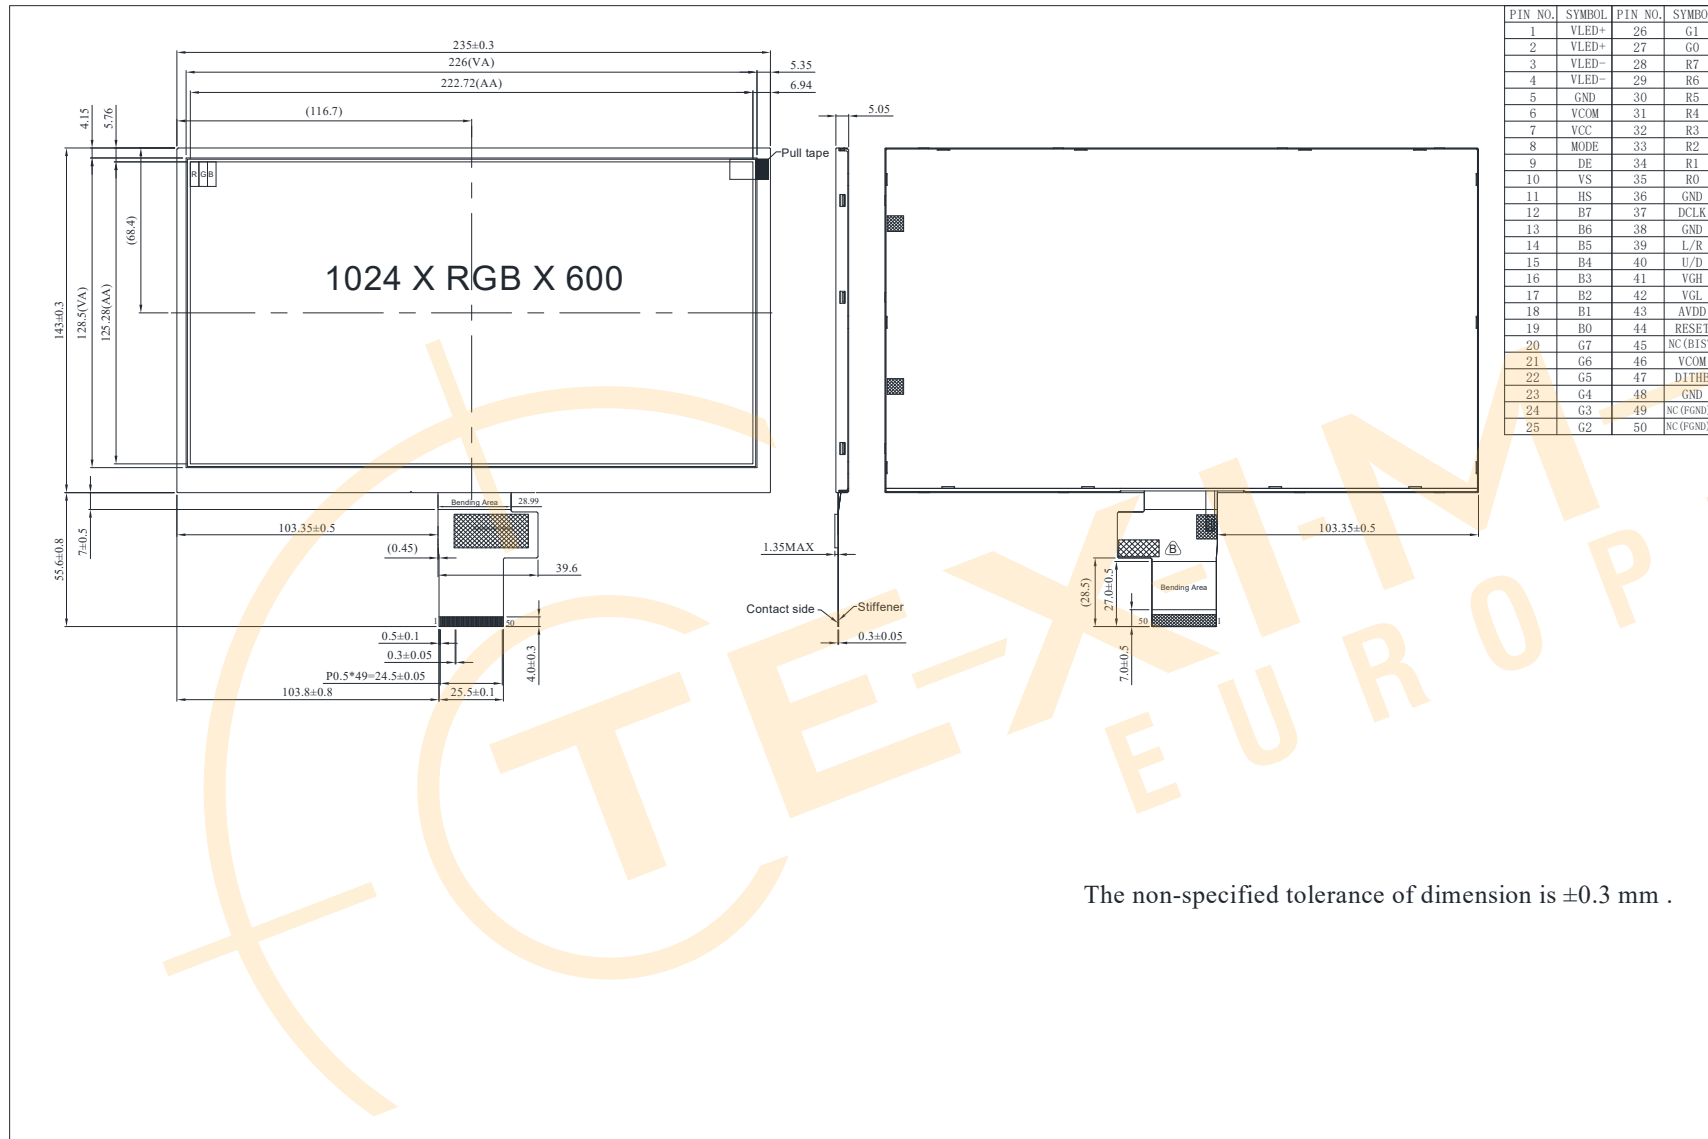 235±0.3
226(VA)
5.35
222.72(AA)
6.94
(116.7)
4.15
5.76
5.05
Pull tape
R G B
(68.4)
1024 X RGB X 600
143±0.3
128.5(VA)
125.28(AA)
Bending Area
28.99
103.35±0.5
7±0.5
55.6±0.8
(0.45)
39.6
1
50
0.5±0.1
0.3±0.05
4.0±0.3
P0.5*49=24.5±0.05
103.8±0.8
25.5±0.1
1.35MAX
Contact side
Stiffener
0.3±0.05
103.35±0.5
B
(28.5)
27.0±0.5
Bending Area
50
1
7.0±0.5
PIN NO. SYMBOL PIN NO. SYMBO
1 VLED+ 26 G1
2 VLED+ 27 G0
3 VLED- 28 R7
4 VLED- 29 R6
5 GND 30 R5
6 VCOM 31 R4
7 VCC 32 R3
8 MODE 33 R2
9 DE 34 R1
10 VS 35 R0
11 HS 36 GND
12 B7 37 DCLK
13 B6 38 GND
14 B5 39 L/R
15 B4 40 U/D
16 B3 41 VGH
17 B2 42 VGL
18 B1 43 AVDD
19 B0 44 RESET
20 G7 45 NC(BIS
21 G6 46 VCOM
22 G5 47 DITHB
23 G4 48 GND
24 G3 49 NC(FGND)
25 G2 50 NC(FGND)
TEXIM
EUROP
The non-specified tolerance of dimension is ±0.3 mm .